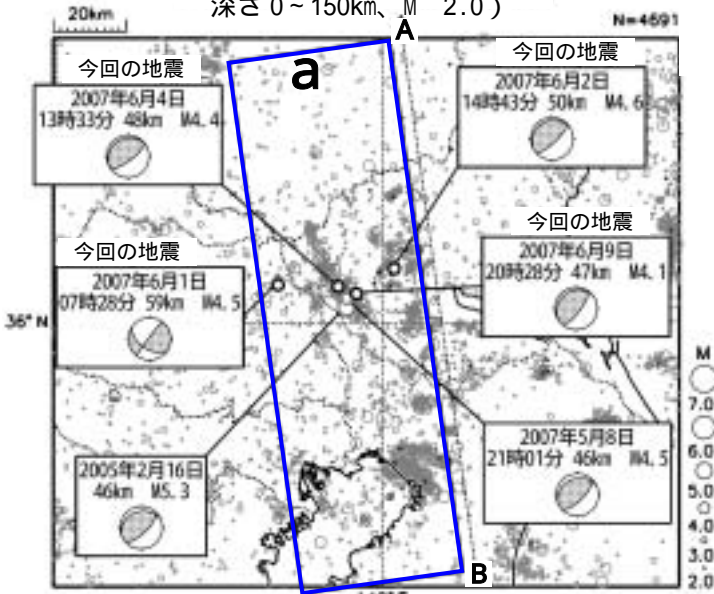 深さ0~150km、M 2.0)
20km
N=4691
A
a
今回の地震
2007年6月4日
13時33分 48km M4.4
今回の地震
2007年6月2日
14時43分 50km M4.6
今回の地震
2007年6月1日
07時28分 59km M4.5
今回の地震
2007年6月9日
20時28分 47km M4.1
36°N
2005年2月16日
46km M5.3
2007年5月8日
21時01分 46km M4.5
M
7.0
6.0
5.0
4.0
3.0
2.0
B